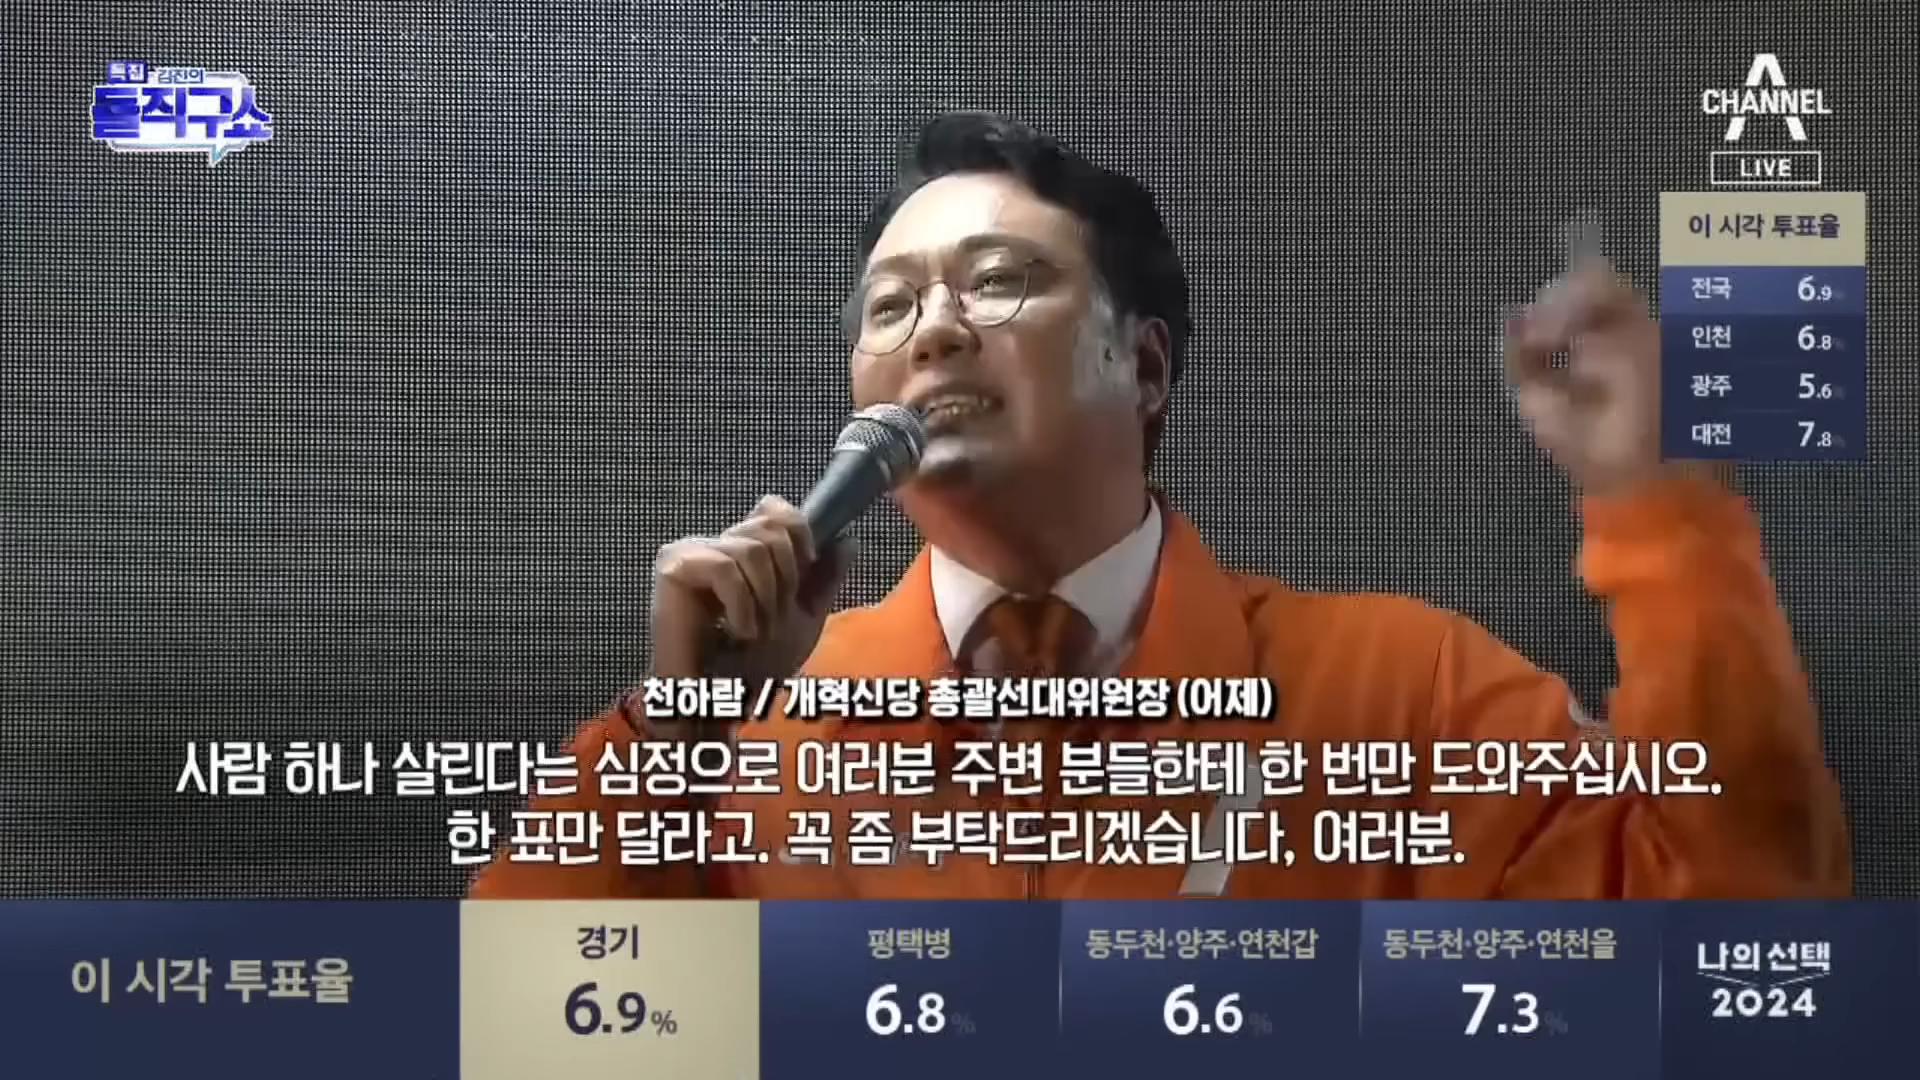 특집 김진의
돌직구쇼
CHANNEL A
LIVE
이 시각 투표율
전국 6.9%
인천 6.8%
광주 5.6%
대전 7.8%
천하람 / 개혁신당 총괄선대위원장 (어제)
사람 하나 살린다는 심정으로 여러분 주변 분들한테 한 번만 도와주십시오.
한 표만 달라고. 꼭 좀 부탁드리겠습니다, 여러분.
이 시각 투표율
경기
6.9%
평택병
6.8%
동두천·양주·연천갑
6.6%
동두천·양주·연천을
7.3%
나의 선택
2024